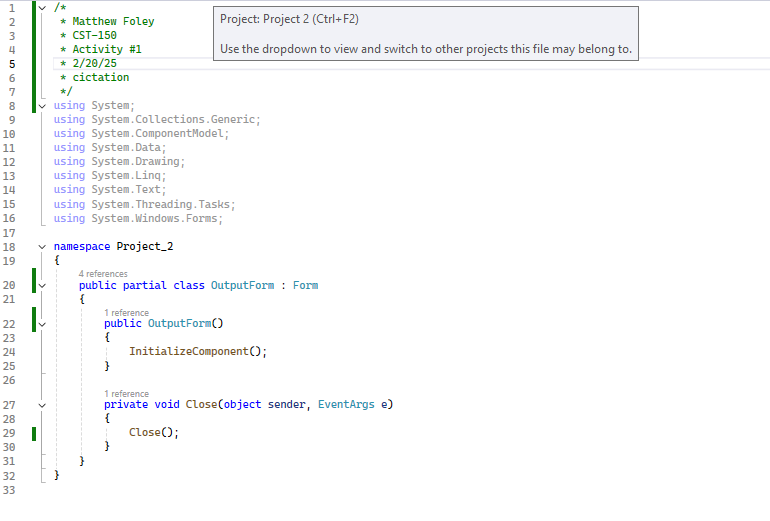 1 /*
2 * Matthew Foley
3 * CST-150
4 * Activity #1
5 * 2/20/25
6 * cictation
7 */
Project: Project 2 (Ctrl+F2)
Use the dropdown to view and switch to other projects this file may belong to.
8 using System;
9 using System.Collections.Generic;
10 using System.ComponentModel;
11 using System.Data;
12 using System.Drawing;
13 using System.Linq;
14 using System.Text;
15 using System.Threading.Tasks;
16 using System.Windows.Forms;
17
18 namespace Project_2
19 {
4 references
20 public partial class OutputForm : Form
21 {
1 reference
22 public OutputForm()
23 {
24 InitializeComponent();
25 }
26
1 reference
27 private void Close(object sender, EventArgs e)
28 {
29 Close();
30 }
31 }
32 }
33